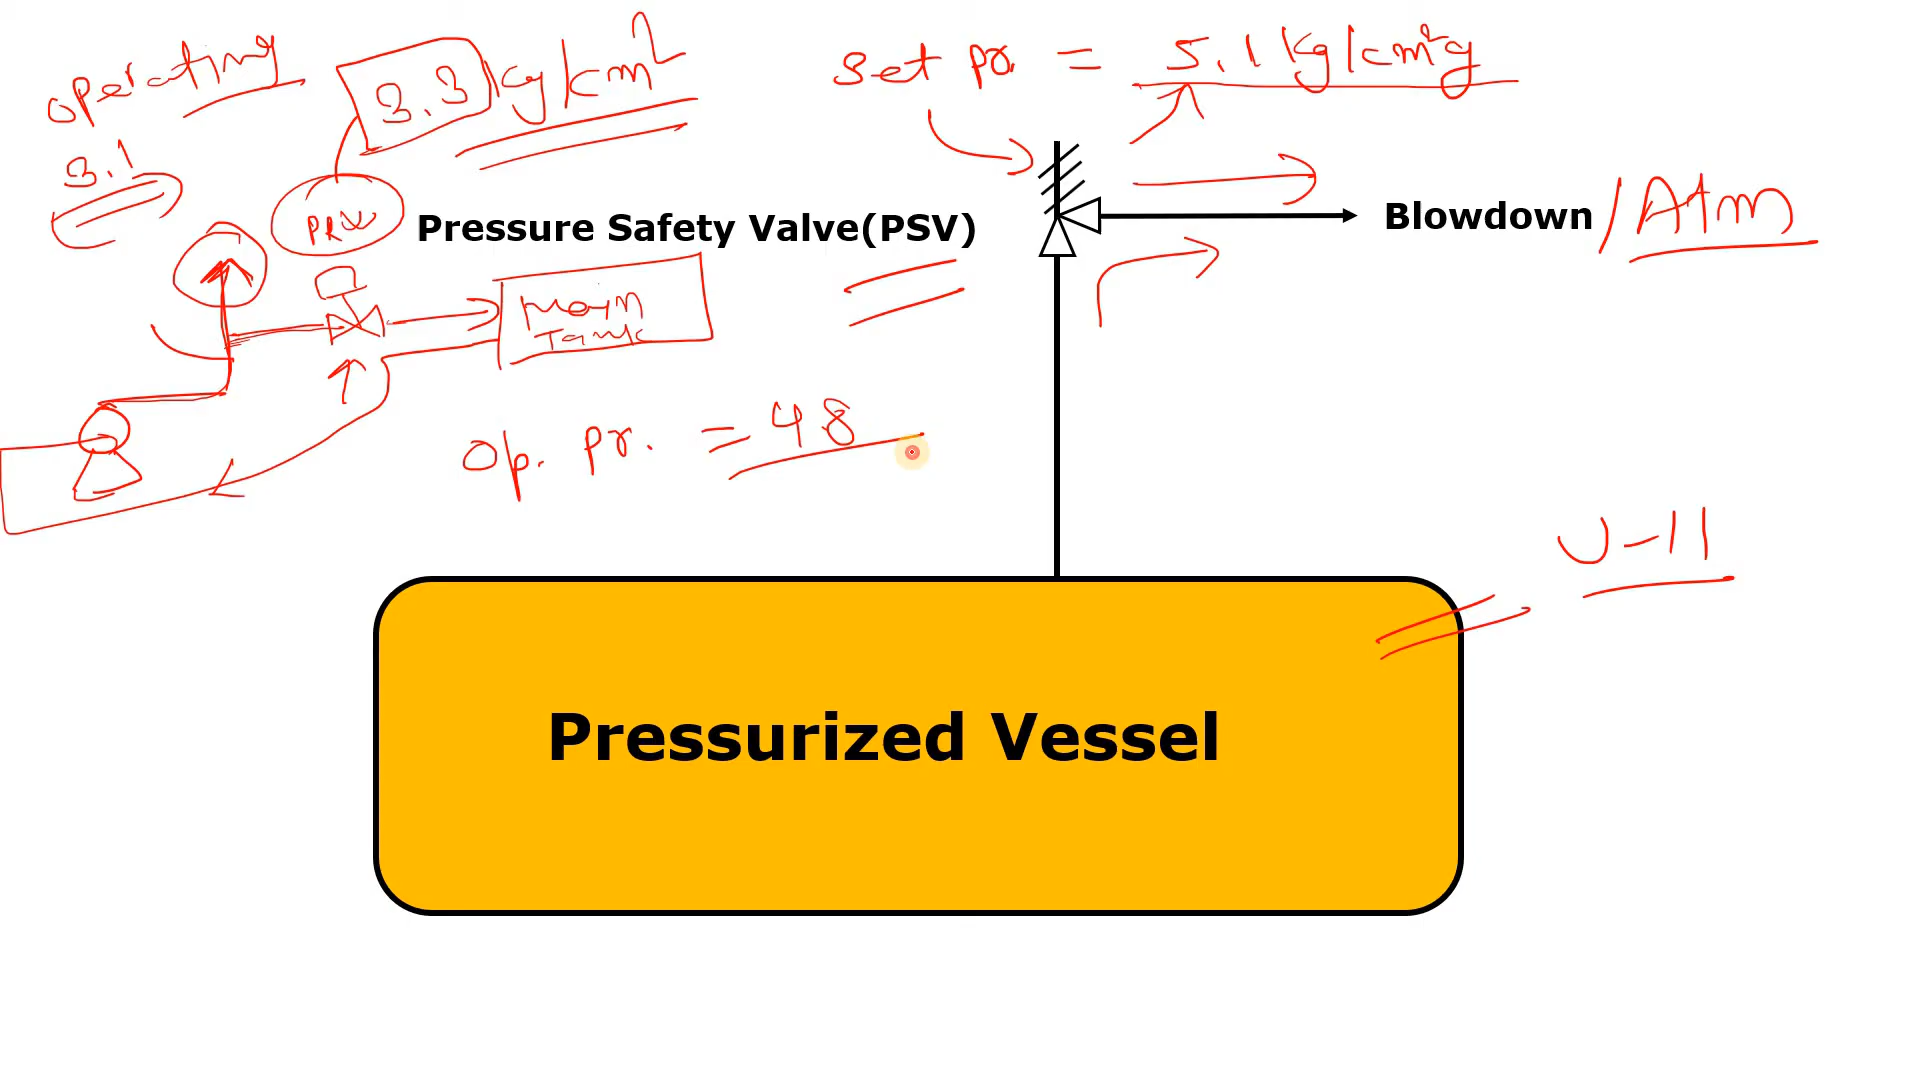 operating
3.3 kg/cm²
Set pr. = 5.1 kg/cm²g
3.1
PRV
Pressure Safety Valve(PSV)
Blowdown /Atm
Main
Tank
Op. pr. = 48
U-11
Pressurized Vessel